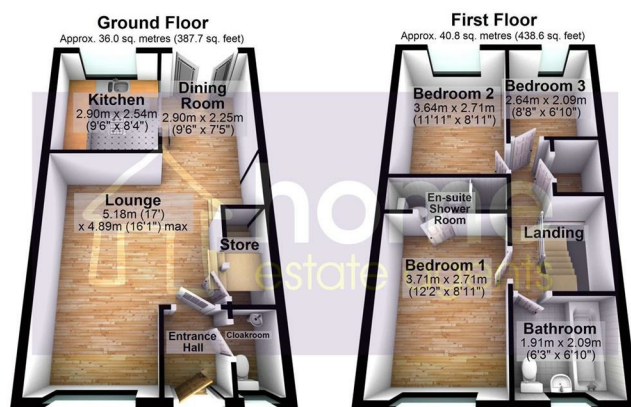 Ground Floor
Approx. 36.0 sq. metres (387.7 sq. feet)
Kitchen
2.90m x 2.54m
(9'6" x 8'4")
Dining
Room
2.90m x 2.25m
(9'6" x 7'5")
Lounge
5.18m (17')
x 4.89m (16'1") max
Store
Entrance
Hall
Cloakroom
First Floor
Approx. 40.8 sq. metres (438.6 sq. feet)
Bedroom 2
3.64m x 2.71m
(11'11" x 8'11")
Bedroom 3
2.64m x 2.09m
(8'8" x 6'10")
En-suite
Shower
Room
Landing
Bedroom 1
3.71m x 2.71m
(12'2" x 8'11")
Bathroom
1.91m x 2.09m
(6'3" x 6'10")
home
estate agents